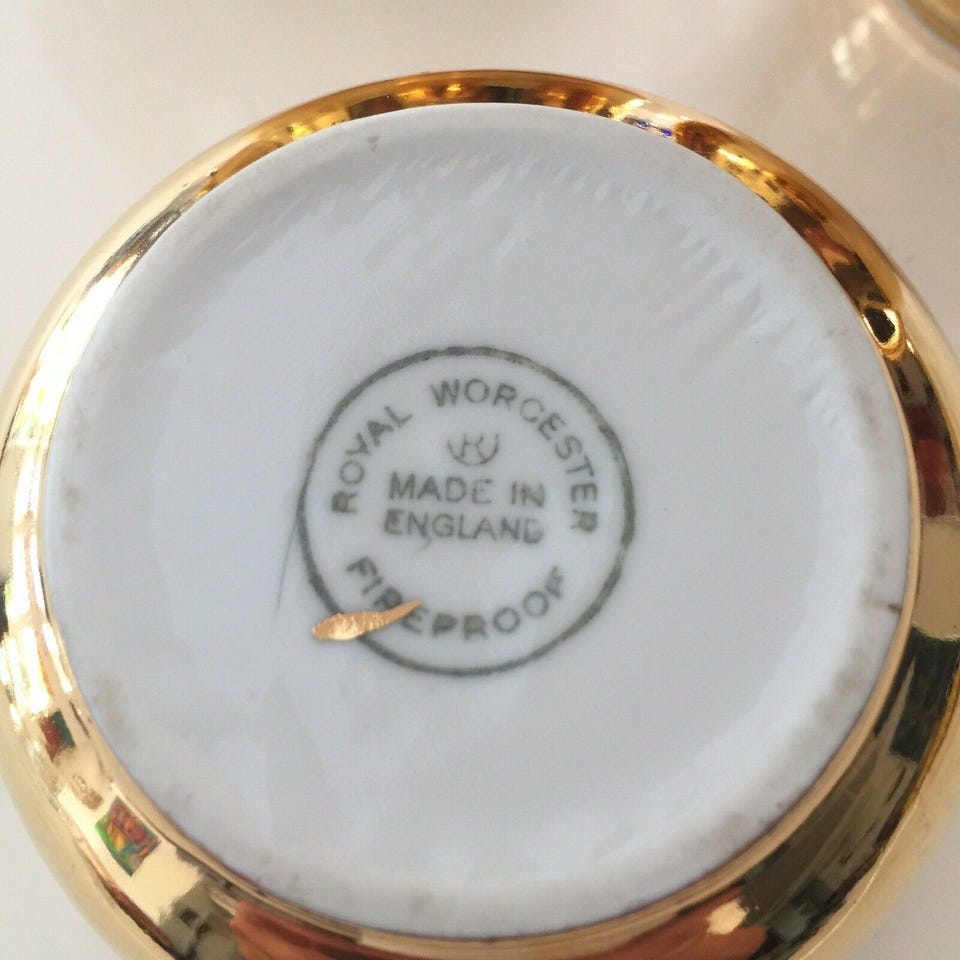 ROYAL WORCESTER
MADE IN
ENGLAND
FIREPROOF